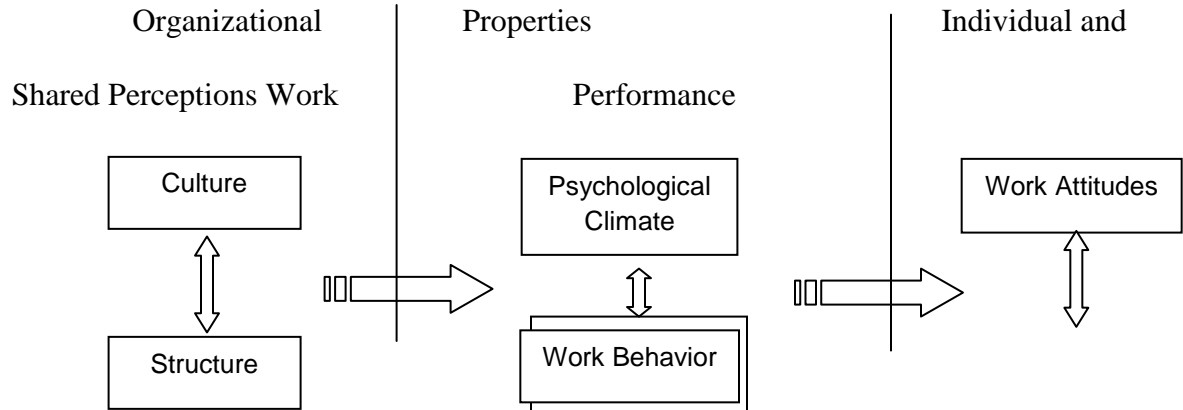 Organizational Properties Individual and
Shared Perceptions Work Performance
Culture
Psychological
Climate
Work Attitudes
Structure
Work Behavior